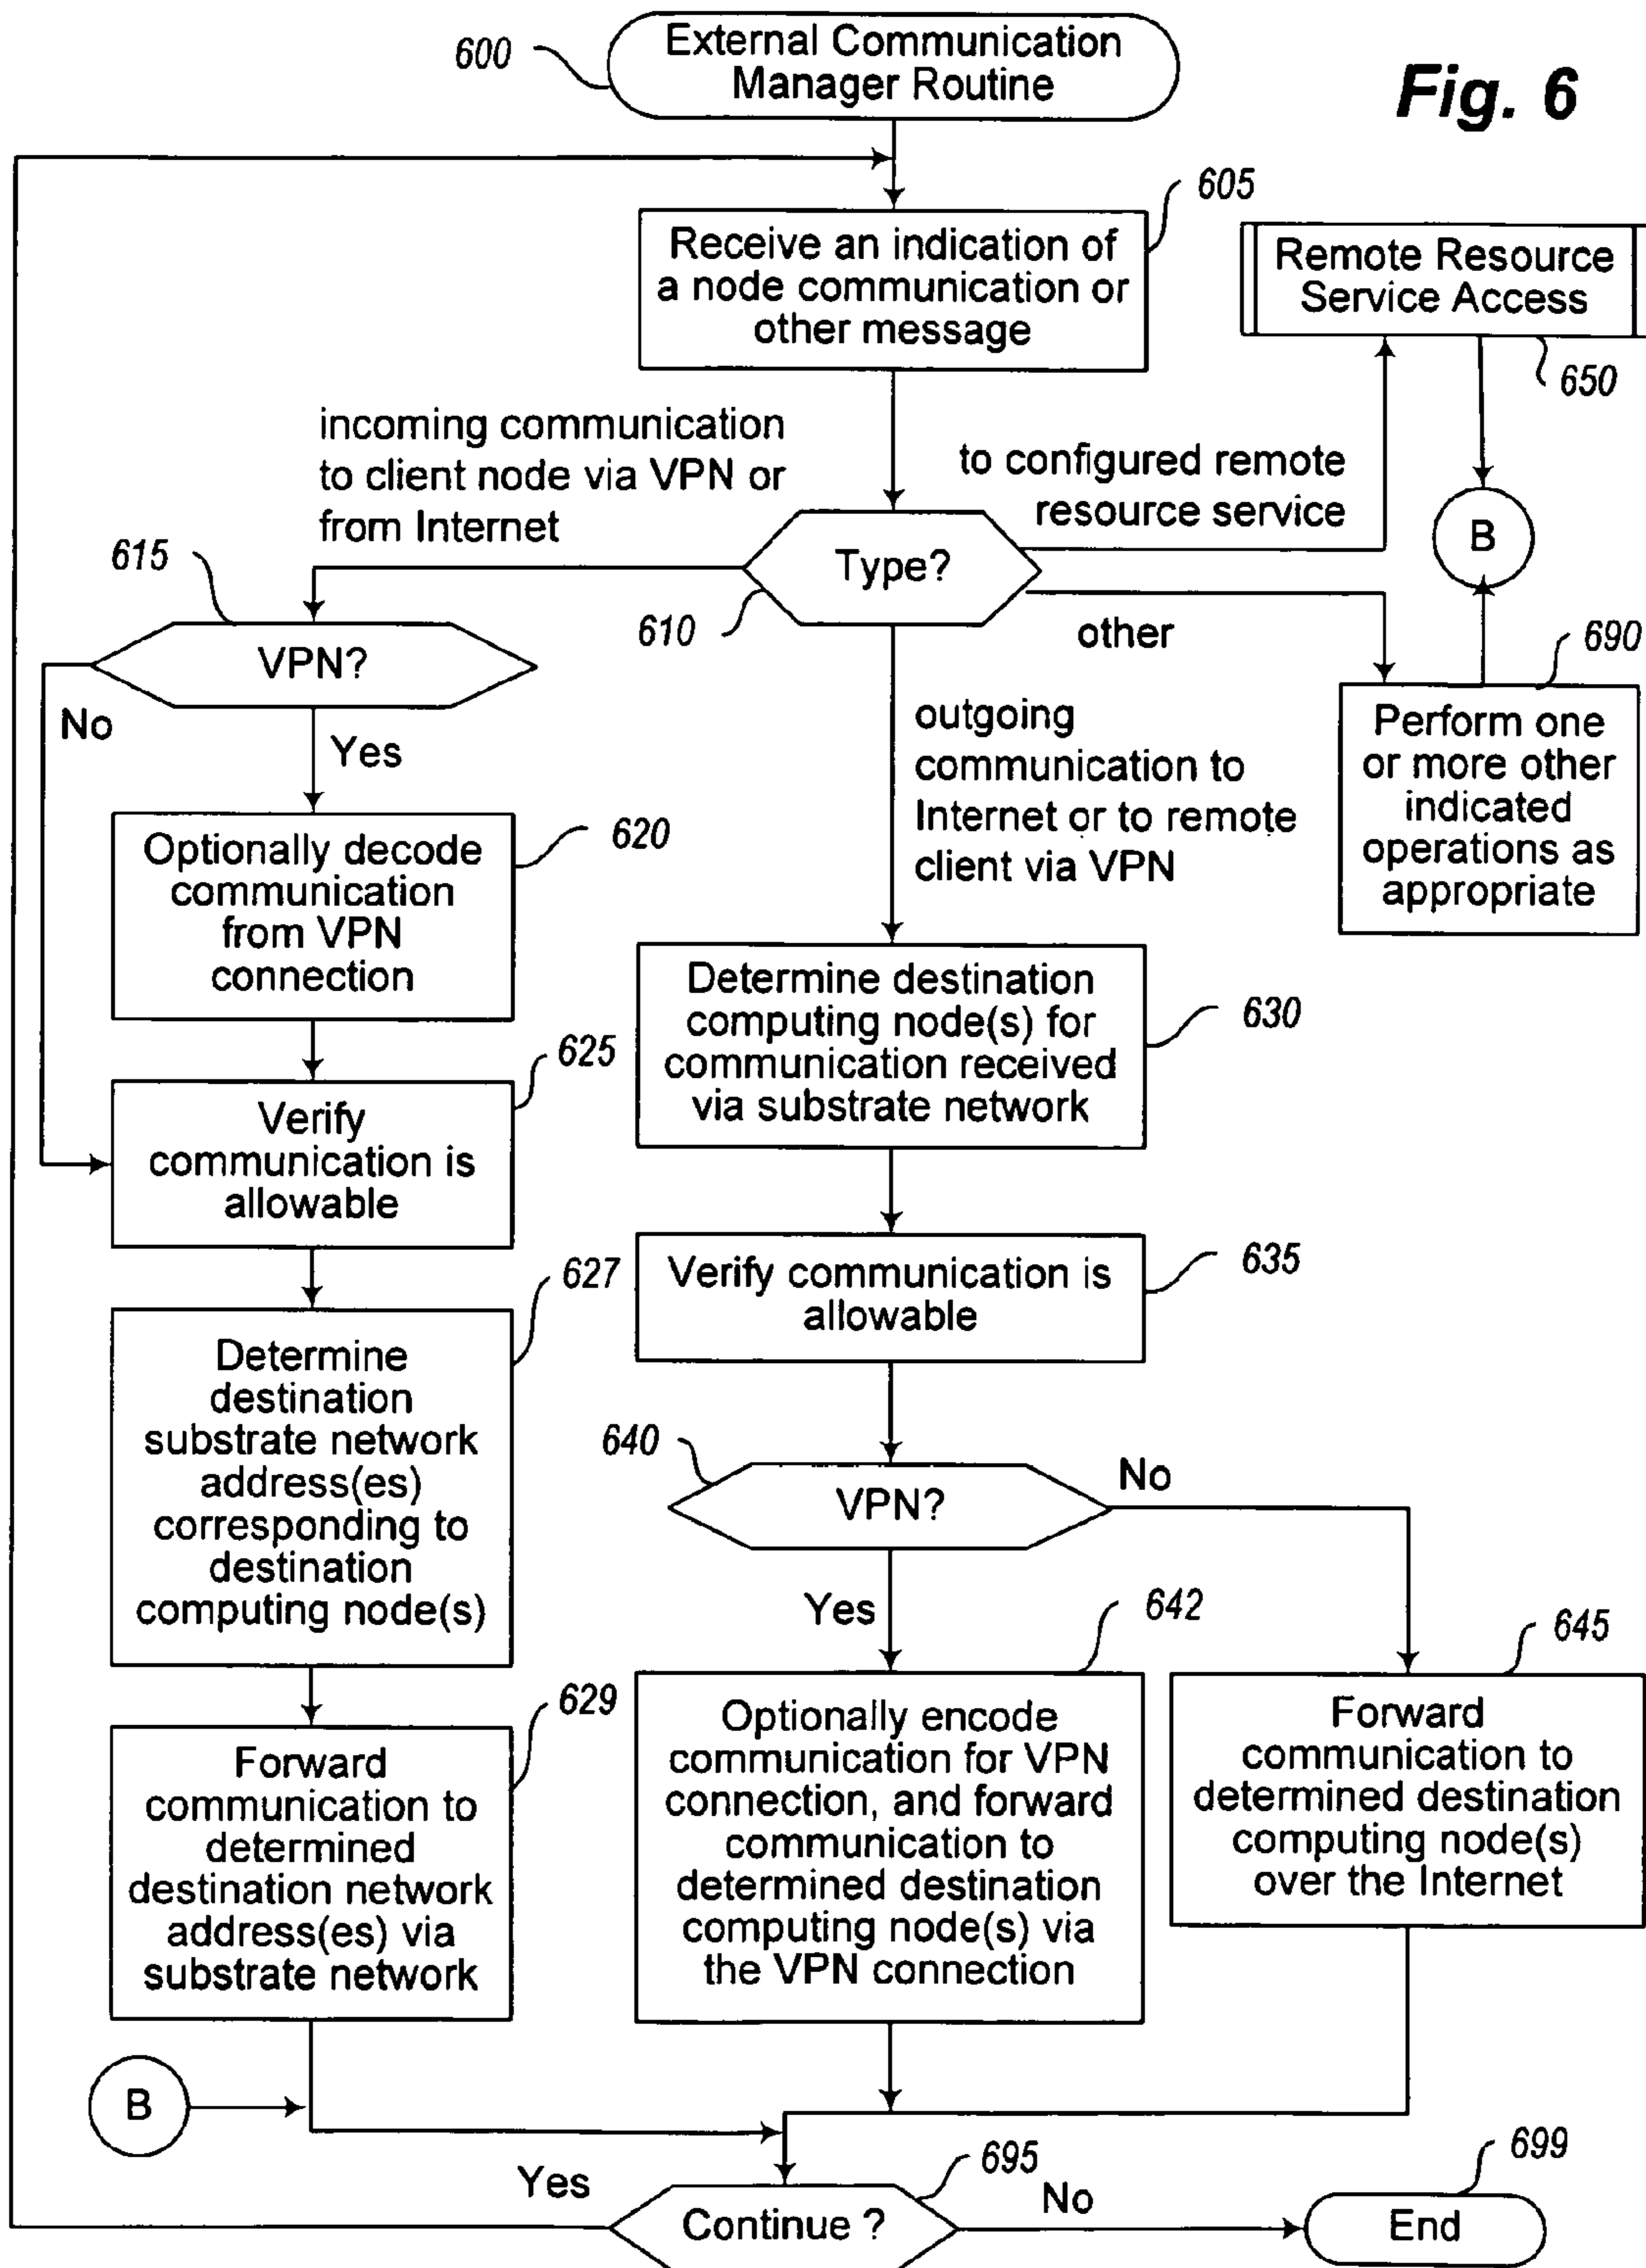 600
External Communication
Manager Routine
Fig. 6
605
Receive an indication of
a node communication or
other message
Remote Resource
Service Access
650
incoming communication
to client node via VPN or
from Internet
to configured remote
resource service
B
Type?
610
other
615
VPN?
No
Yes
690
Perform one
or more other
indicated
operations as
appropriate
outgoing
communication to
Internet or to remote
client via VPN
Optionally decode
communication
from VPN
connection
620
Determine destination
computing node(s) for
communication received
via substrate network
630
625
Verify
communication is
allowable
Verify communication is
allowable
635
627
Determine
destination
substrate network
address(es)
corresponding to
destination
computing node(s)
640
VPN?
No
Yes
642
645
Optionally encode
communication for VPN
connection, and forward
communication to
determined destination
computing node(s) via
the VPN connection
Forward
communication to
determined destination
computing node(s)
over the Internet
629
Forward
communication to
determined
destination network
address(es) via
substrate network
B
Yes
695
Continue ?
No
699
End